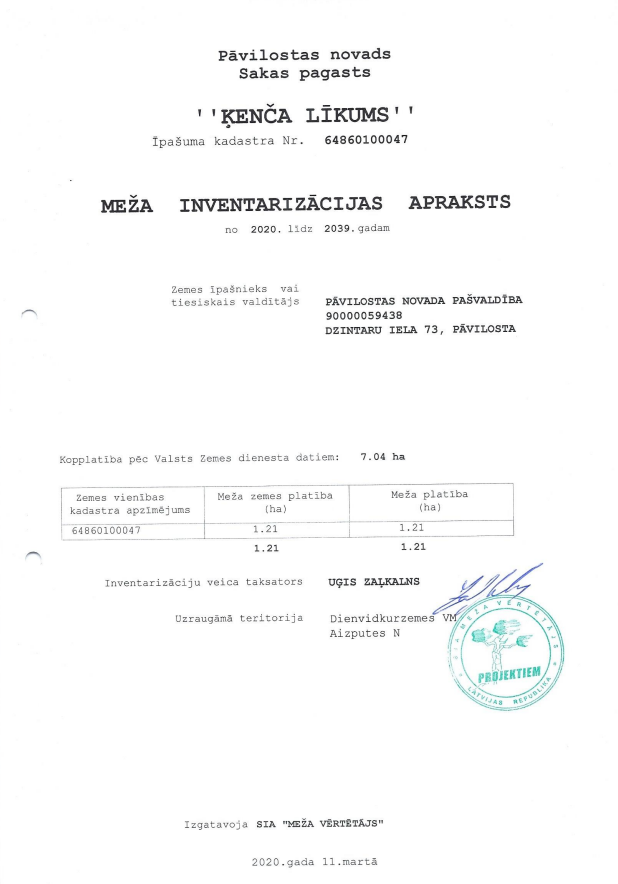 Pāvilostas novads
Sakas pagasts
''ĶENČA LĪKUMS''
Īpašuma kadastra Nr. 64860100047
MEŽA INVENTARIZĀCIJAS APRAKSTS
no 2020. līdz 2039.gadam
Zemes īpašnieks vai
tiesiskais valdītājs PĀVILOSTAS NOVADA PAŠVALDĪBA
90000059438
DZINTARU IELA 73, PĀVILOSTA
Kopplatība pēc Valsts Zemes dienesta datiem: 7.04 ha
Zemes vienības kadastra apzīmējums Meža zemes platība (ha) Meža platība (ha)
64860100047 1.21 1.21
1.21 1.21
Inventarizāciju veica taksators UĢIS ZAĻKALNS
Uzraugāmā teritorija Dienvidkurzemes VM
Aizputes N
SIA MEŽA VĒRTĒTĀJS
PROJEKTIEM
LATVIJAS REPUBLIKA
Izgatavoja SIA "MEŽA VĒRTĒTĀJS"
2020.gada 11.martā